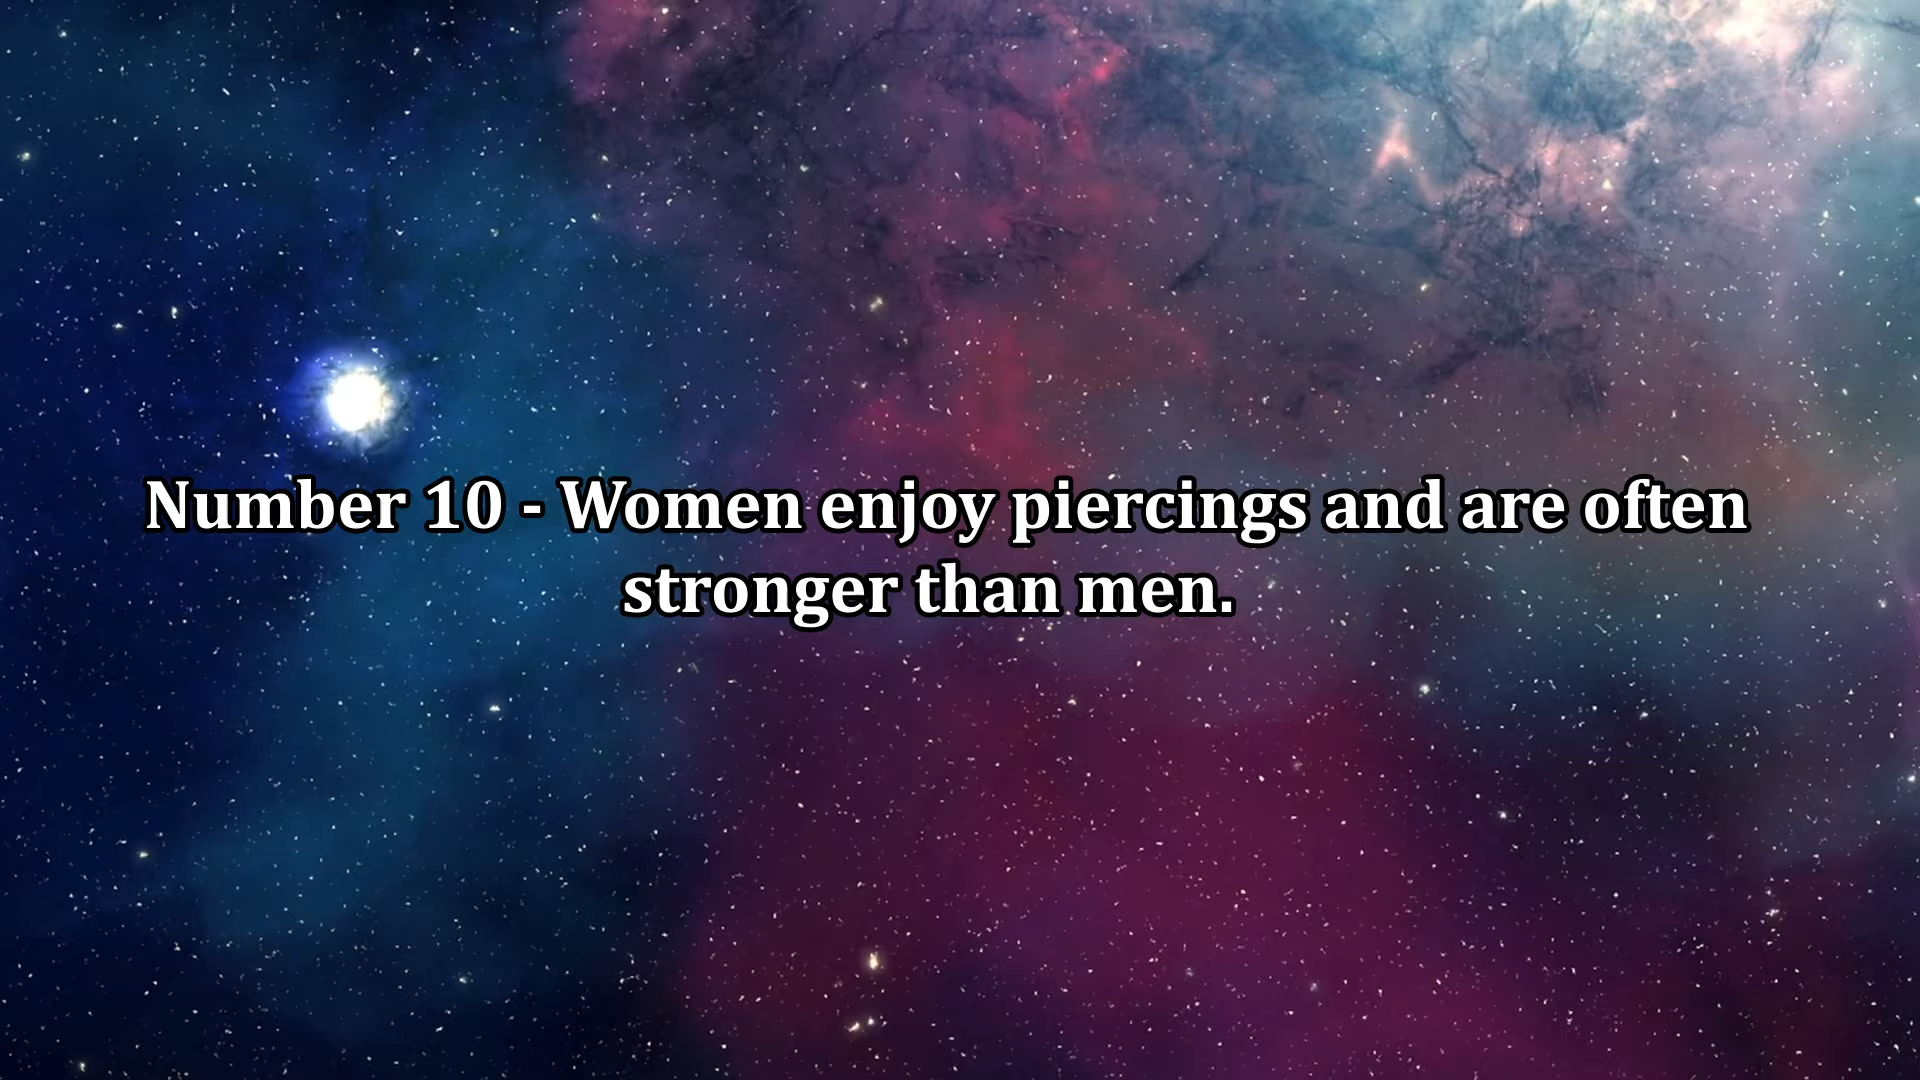 Number 10 - Women enjoy piercings and are often
stronger than men.